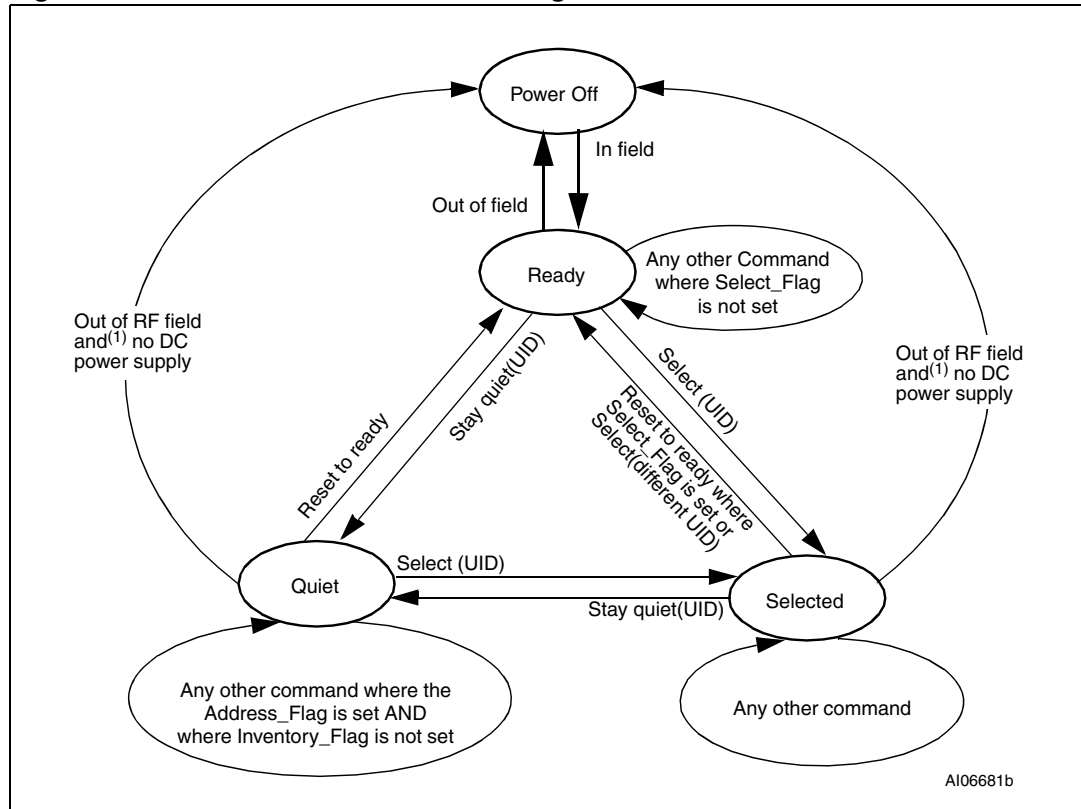 Power Off
In field
Out of field
Ready
Any other Command
where Select_Flag
is not set
Out of RF field
and(1) no DC
power supply
Out of RF field
and(1) no DC
power supply
Reset to ready
Stay quiet(UID)
Select (UID)
Reset to ready where
Select_Flag is set or
Select(different UID)
Quiet
Select (UID)
Stay quiet(UID)
Selected
Any other command where the
Address_Flag is set AND
where Inventory_Flag is not set
Any other command
AI06681b